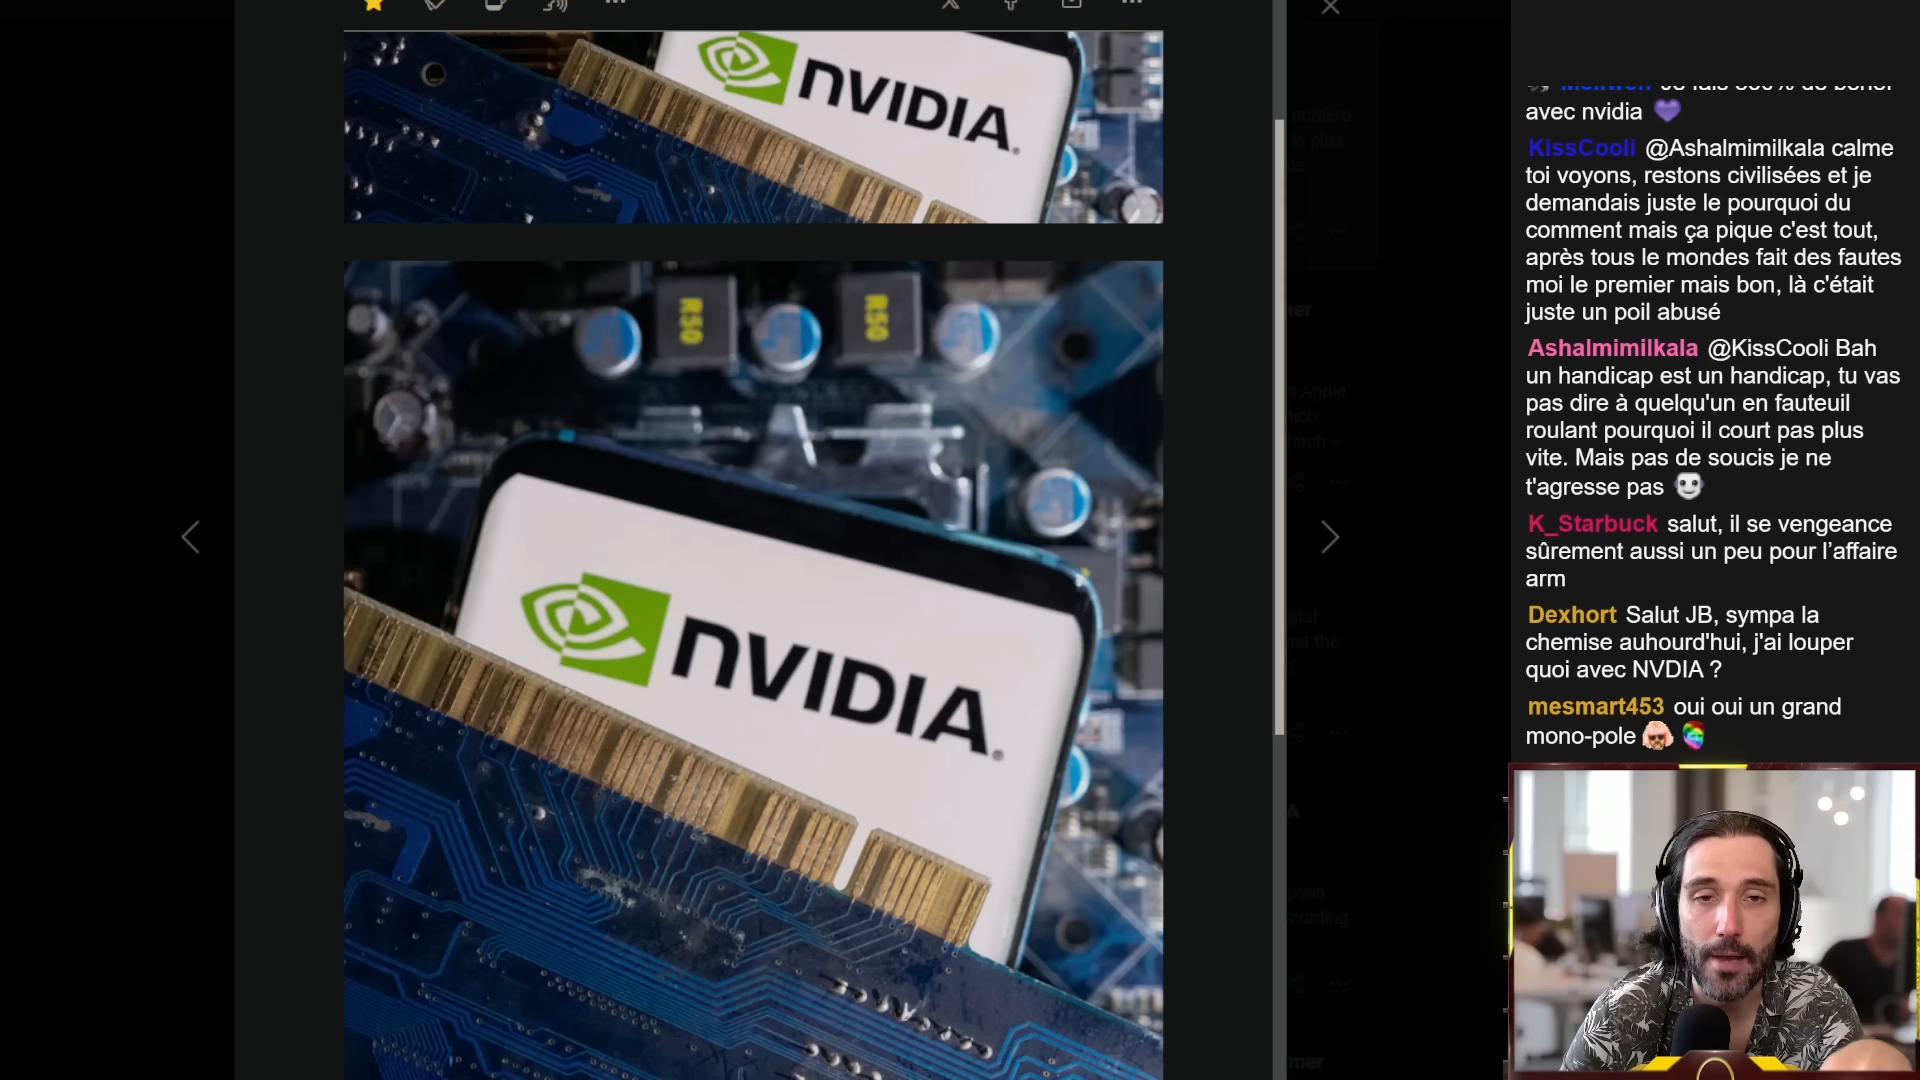 nVIDIA
avec nvidia
KissCooli @Ashalmimilkala calme
toi voyons, restons civilisées et je
demandais juste le pourquoi du
comment mais ça pique c'est tout,
après tous le mondes fait des fautes
moi le premier mais bon, là c'était
juste un poil abusé
Ashalmimilkala @KissCooli Bah
un handicap est un handicap, tu vas
pas dire à quelqu'un en fauteuil
roulant pourquoi il court pas plus
vite. Mais pas de soucis je ne
t'agresse pas
K_Starbuck salut, il se vengeance
sûrement aussi un peu pour l’affaire
arm
Dexhort Salut JB, sympa la
chemise auhourd'hui, j'ai louper
quoi avec NVDIA ?
mesmart453 oui oui un grand
mono-pole
R50
R50
nVIDIA